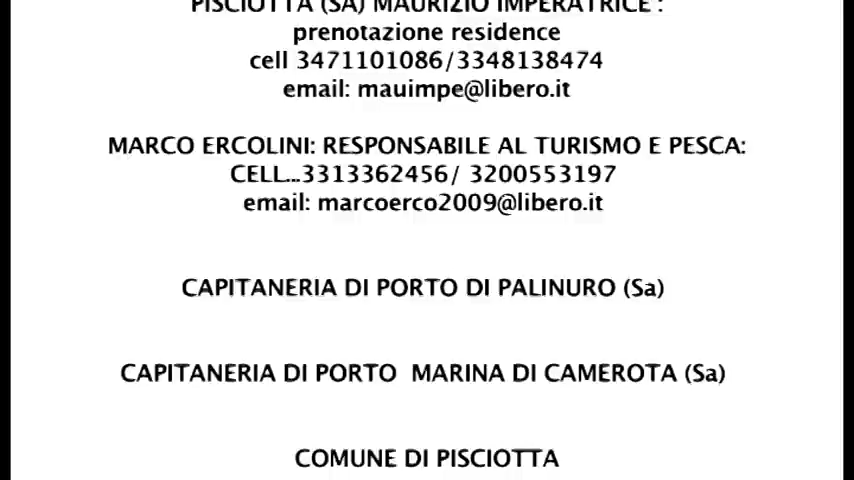 PISCIOTTA (SA) MAURIZIO IMPERATRICE :
prenotazione residence
cell 3471101086/3348138474
email: mauimpe@libero.it
MARCO ERCOLINI: RESPONSABILE AL TURISMO E PESCA:
CELL...3313362456/ 3200553197
email: marcoerco2009@libero.it
CAPITANERIA DI PORTO DI PALINURO (Sa)
CAPITANERIA DI PORTO  MARINA DI CAMEROTA (Sa)
COMUNE DI PISCIOTTA